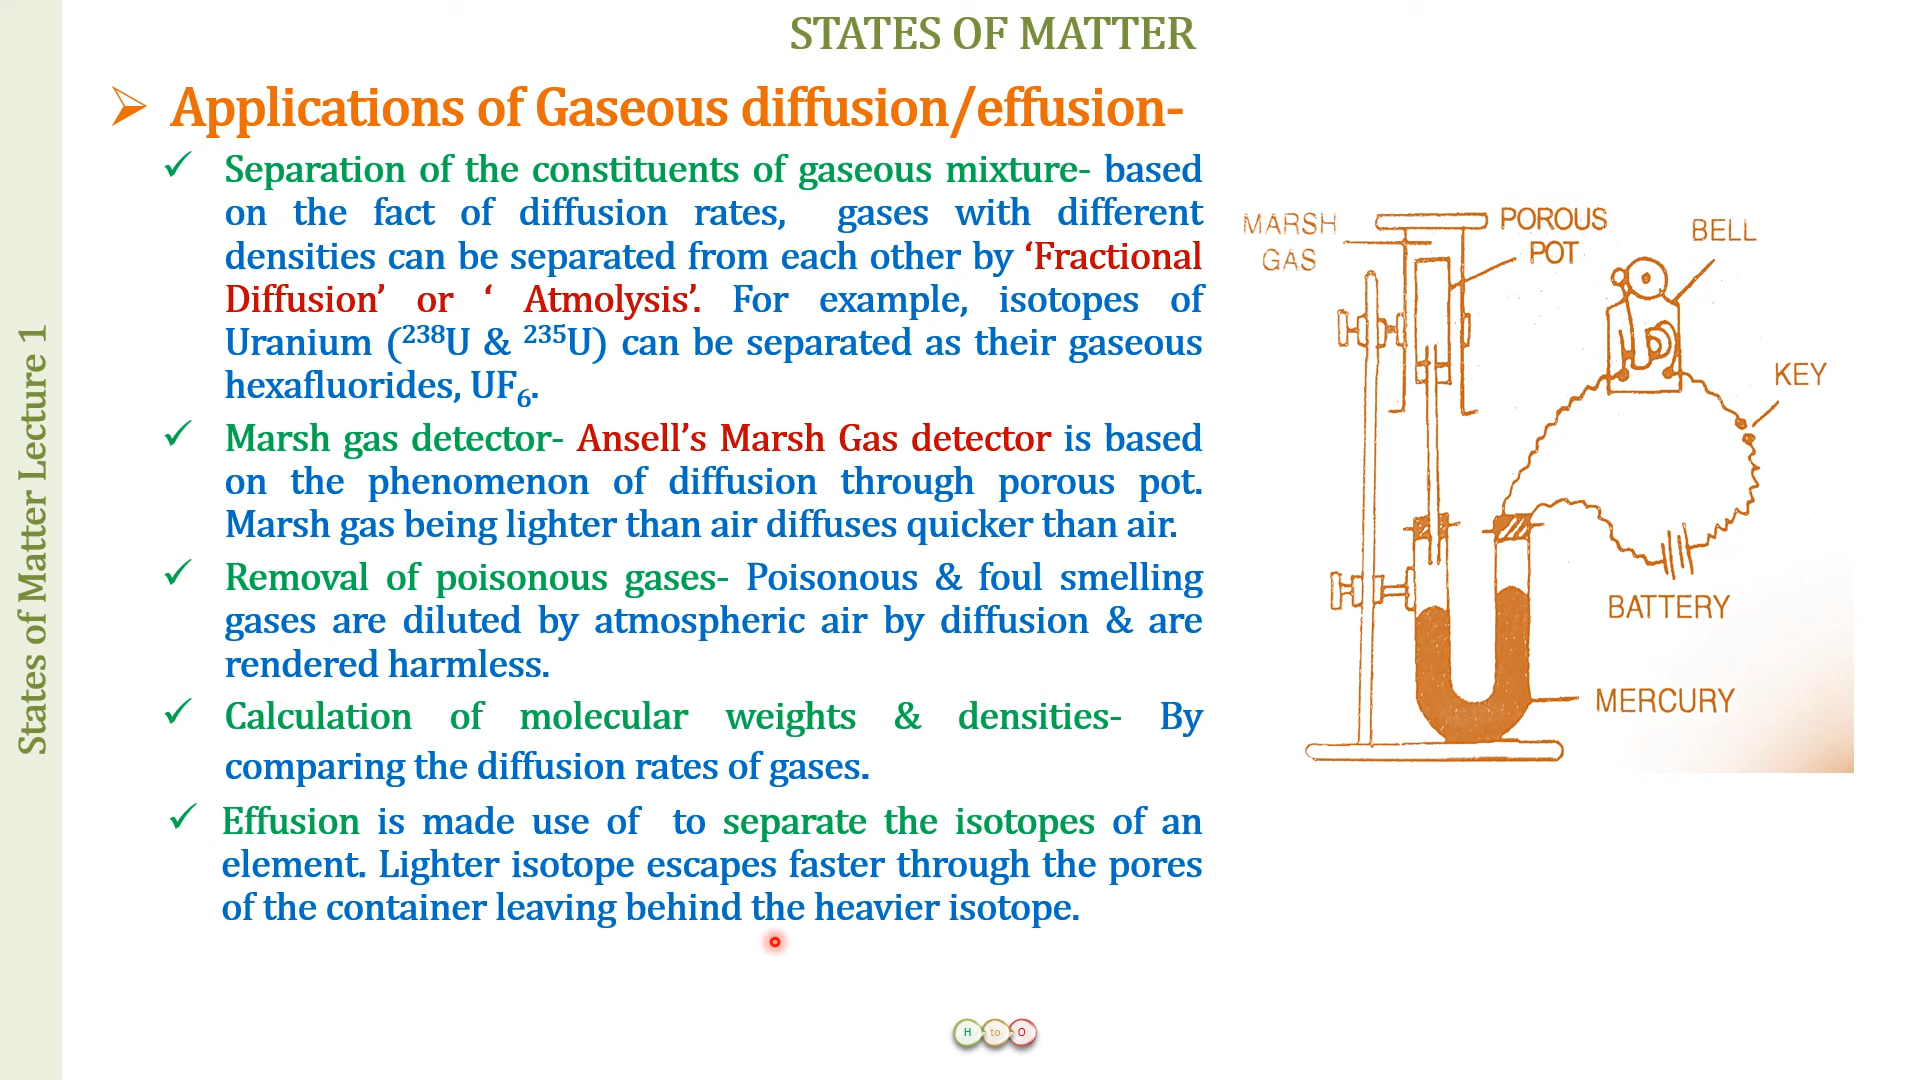 STATES OF MATTER
Applications of Gaseous diffusion/effusion-
Separation of the constituents of gaseous mixture- based
on the fact of diffusion rates, gases with different
densities can be separated from each other by ‘Fractional
Diffusion’ or ‘ Atmolysis’. For example, isotopes of
Uranium (²³⁸U & ²³⁵U) can be separated as their gaseous
hexafluorides, UF₆.
Marsh gas detector- Ansell’s Marsh Gas detector is based
on the phenomenon of diffusion through porous pot.
Marsh gas being lighter than air diffuses quicker than air.
Removal of poisonous gases- Poisonous & foul smelling
gases are diluted by atmospheric air by diffusion & are
rendered harmless.
Calculation of molecular weights & densities- By
comparing the diffusion rates of gases.
Effusion is made use of to separate the isotopes of an
element. Lighter isotope escapes faster through the pores
of the container leaving behind the heavier isotope.
MARSH
GAS
POROUS
POT
BELL
KEY
BATTERY
MERCURY
States of Matter Lecture 1
H to O